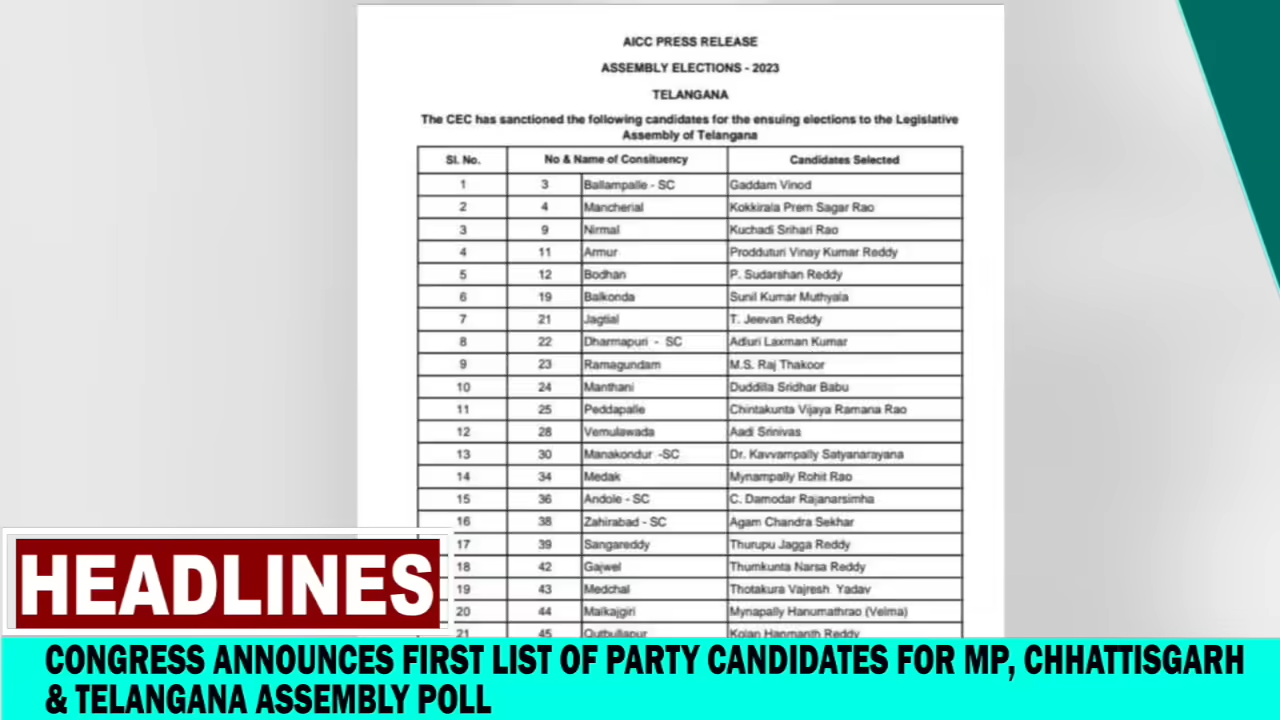 AICC PRESS RELEASE
ASSEMBLY ELECTIONS - 2023
TELANGANA
The CEC has sanctioned the following candidates for the ensuing elections to the Legislative
Assembly of Telangana
Sl. No. No & Name of Consituency Candidates Selected
1 3 Ballampalle - SC Gaddam Vinod
2 4 Mancherial Kokkirala Prem Sagar Rao
3 9 Nirmal Kuchadi Srihari Rao
4 11 Armur Prodduturi Vinay Kumar Reddy
5 12 Bodhan P. Sudarshan Reddy
6 19 Balkonda Sunil Kumar Muthyala
7 21 Jagtial T. Jeevan Reddy
8 22 Dharmapuri - SC Adluri Laxman Kumar
9 23 Ramagundam M.S. Raj Thakoor
10 24 Manthani Duddilla Sridhar Babu
11 25 Peddapalle Chintakunta Vijaya Ramana Rao
12 28 Vemulawada Aadi Srinivas
13 30 Manakondur -SC Dr. Kavvampally Satyanarayana
14 34 Medak Mynampally Rohit Rao
15 36 Andole - SC C. Damodar Rajanarsimha
16 38 Zahirabad - SC Agam Chandra Sekhar
17 39 Sangareddy Thurupu Jagga Reddy
18 42 Gajwel Thumkunta Narsa Reddy
19 43 Medchal Thotakura Vajresh Yadav
20 44 Malkajgiri Mynapally Hanumathrao (Velma)
21 45 Qutbullapur Kolan Hanmanth Reddy
HEADLINES
CONGRESS ANNOUNCES FIRST LIST OF PARTY CANDIDATES FOR MP, CHHATTISGARH
& TELANGANA ASSEMBLY POLL